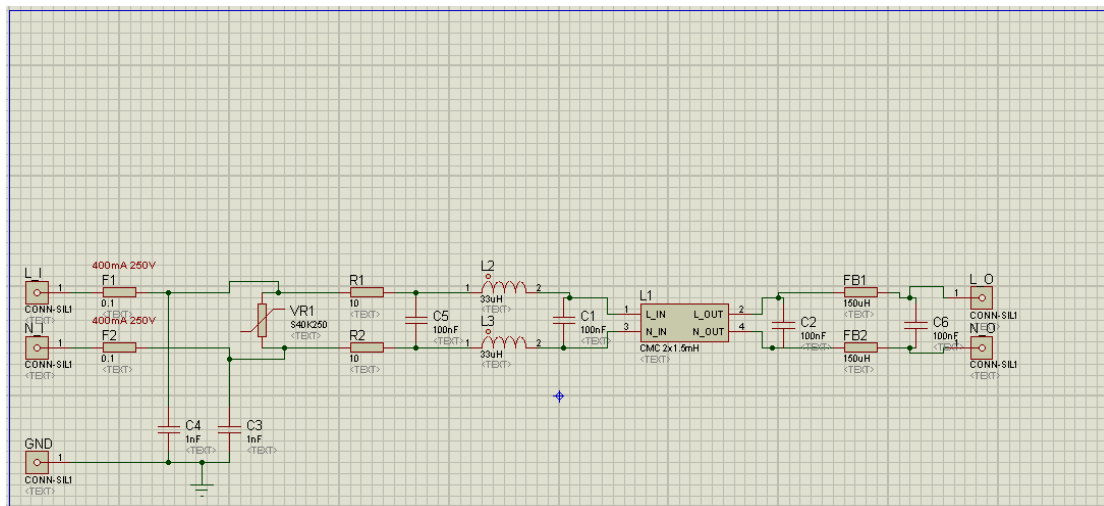 400mA 250V
L_I
1
CONN-SIL1
<TEXT>
F1
0.1
<TEXT>
400mA 250V
N_I
1
CONN-SIL1
<TEXT>
F2
0.1
<TEXT>
GND
1
CONN-SIL1
<TEXT>
C4
1nF
<TEXT>
C3
1nF
<TEXT>
VR1
S40K250
<TEXT>
R1
10
<TEXT>
R2
10
<TEXT>
C5
100nF
<TEXT>
L2
1
2
33uH
<TEXT>
L3
1
2
33uH
<TEXT>
C1
100nF
<TEXT>
L1
1
L_IN
L_OUT
2
3
N_IN
N_OUT
4
CMC 2x1.5mH
<TEXT>
C2
100nF
<TEXT>
FB1
150uH
<TEXT>
FB2
150uH
<TEXT>
C6
100nF
<TEXT>
L_O
1
CONN-SIL1
<TEXT>
N_O
1
CONN-SIL1
<TEXT>